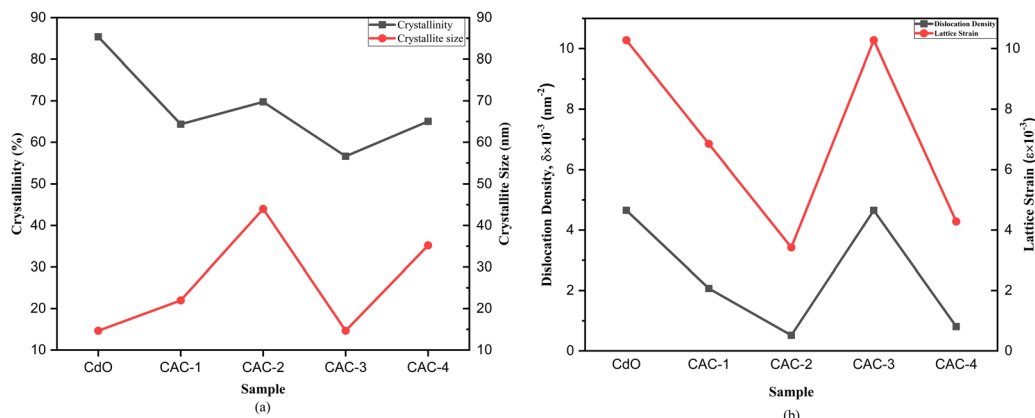 90
80
70
60
50
40
30
20
10
Crystallinity (%)
Crystallinity
Crystallite size
90
80
70
60
50
40
30
20
10
Crystallite Size (nm)
CdO CAC-1 CAC-2 CAC-3 CAC-4
Sample
(a)
10
8
6
4
2
0
Dislocation Density, δ×10⁻³ (nm⁻²)
Dislocation Density
Lattice Strain
10
8
6
4
2
0
Lattice Strain (ε×10⁻³)
CdO CAC-1 CAC-2 CAC-3 CAC-4
Sample
(b)